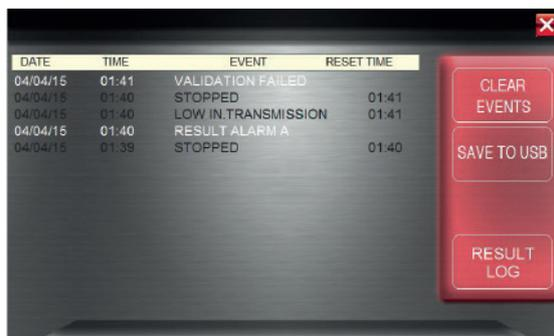 DATE TIME EVENT RESET TIME
04/04/15 01:41 VALIDATION FAILED
04/04/15 01:40 STOPPED 01:41
04/04/15 01:40 LOW IN.TRANSMISSION 01:41
04/04/15 01:40 RESULT ALARM A
04/04/15 01:39 STOPPED 01:40
CLEAR
EVENTS
SAVE TO USB
RESULT
LOG